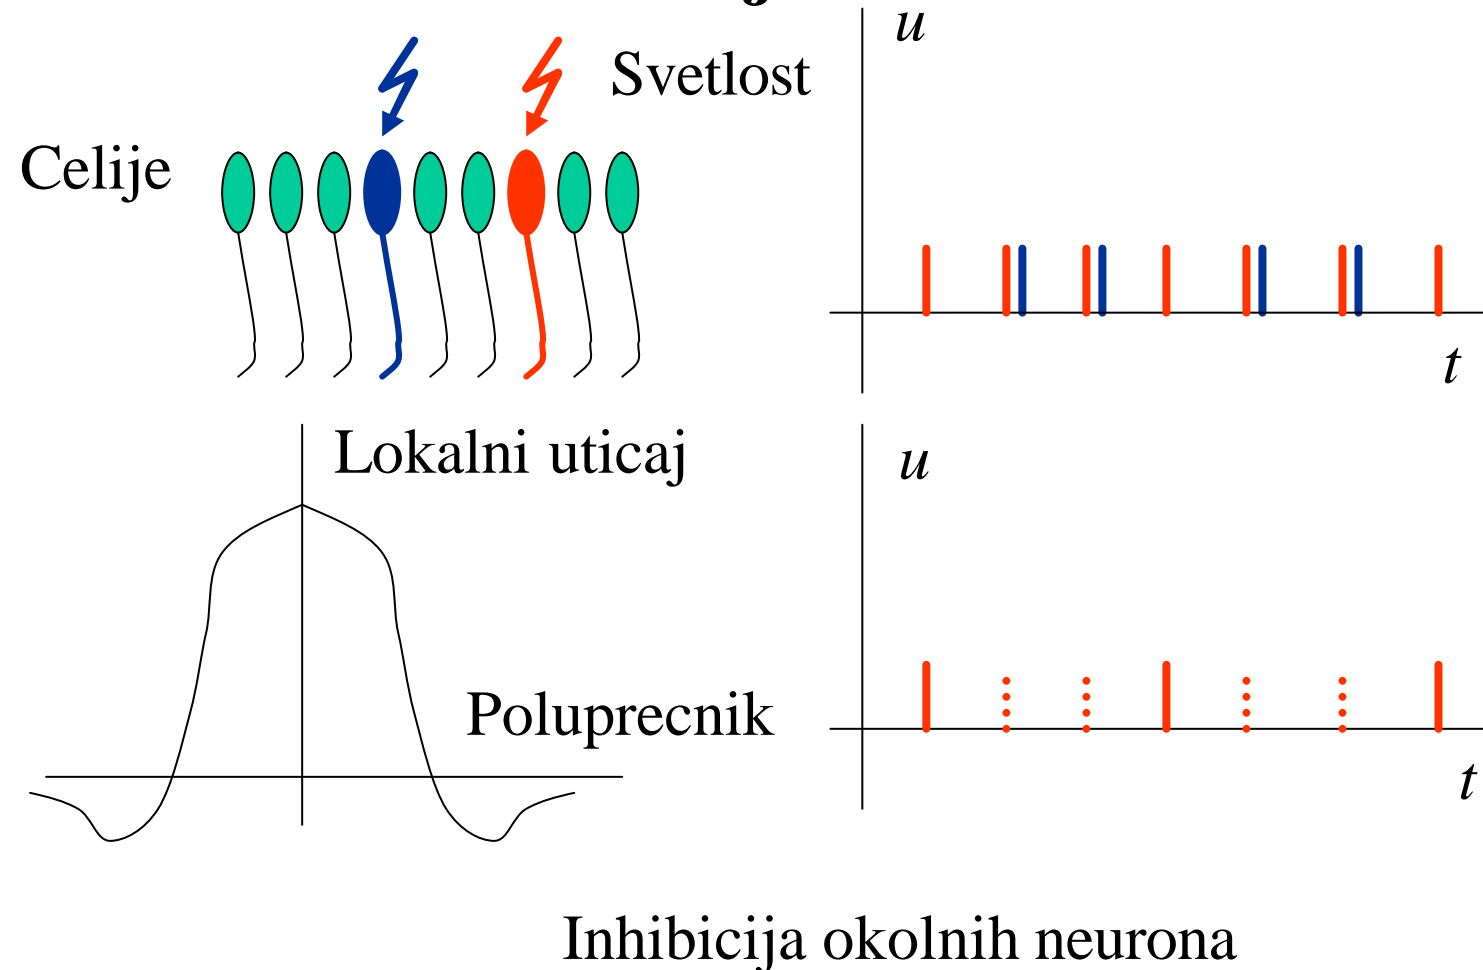 Svetlost
u
Celije
t
Lokalni uticaj
u
Poluprecnik
t
Inhibicija okolnih neurona